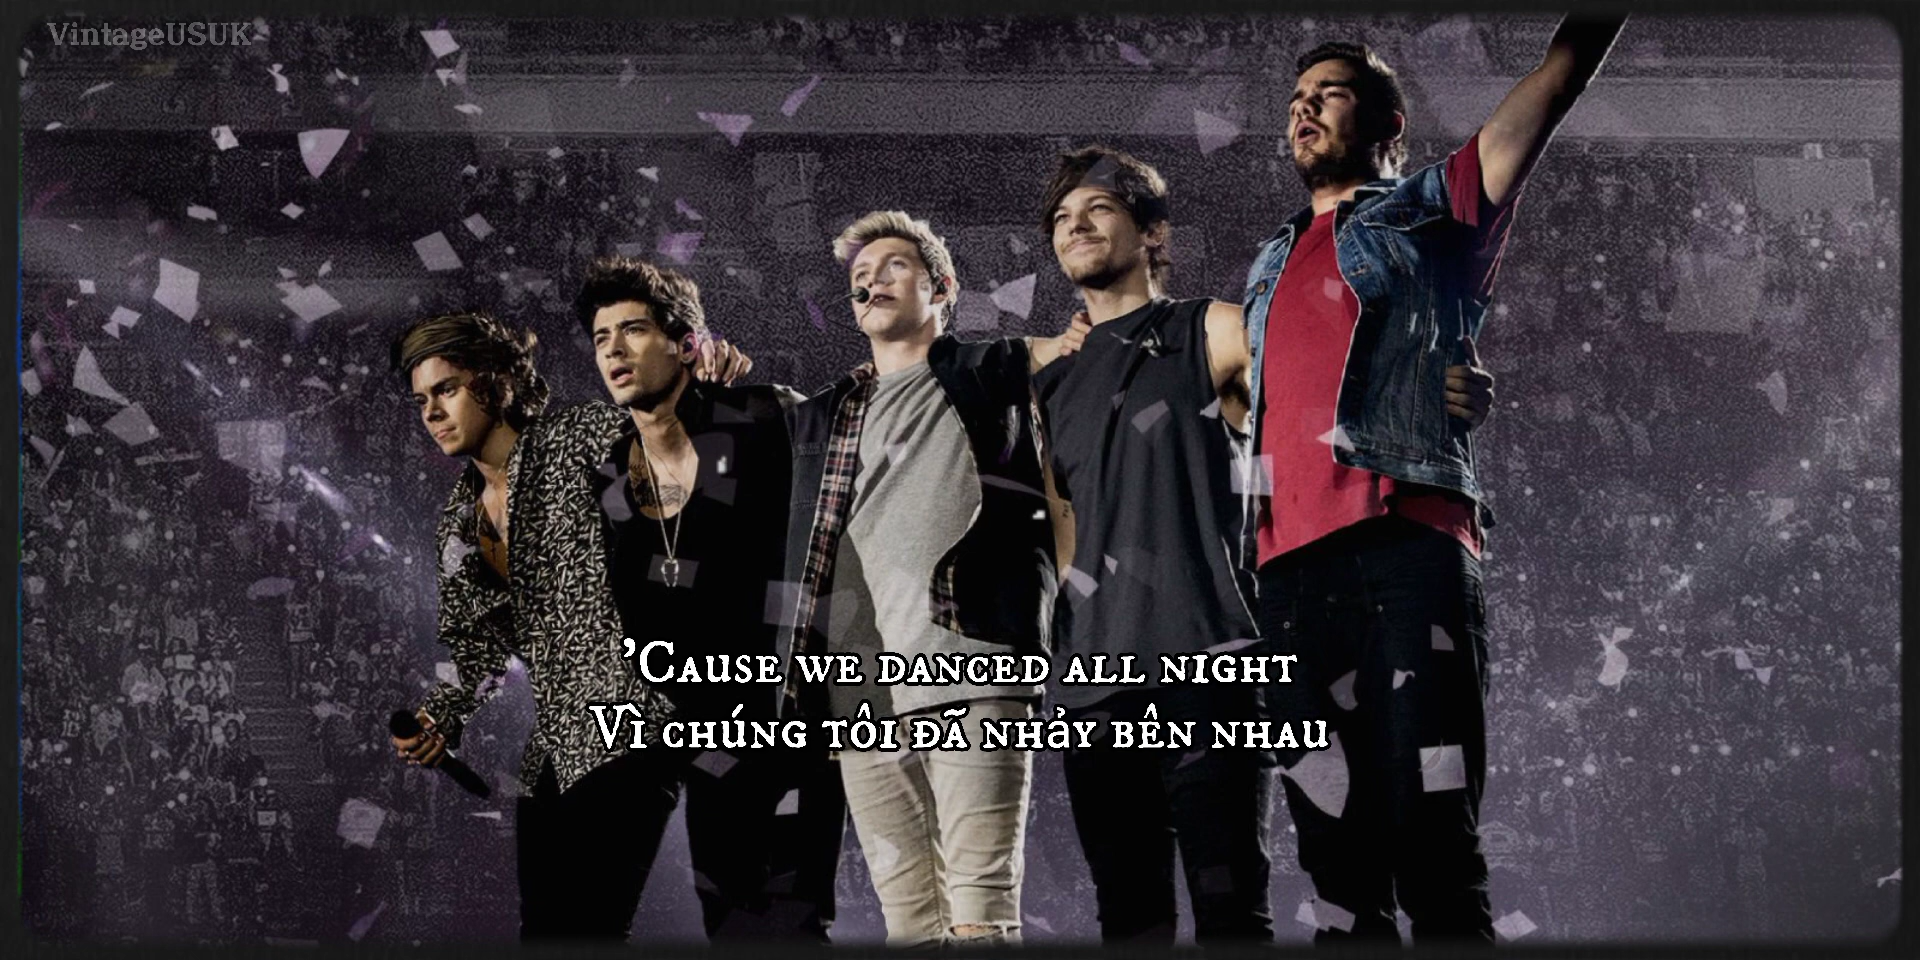 VintageUSUK
'Cause we danced all night
Vì chúng tôi đã nhảy bên nhau